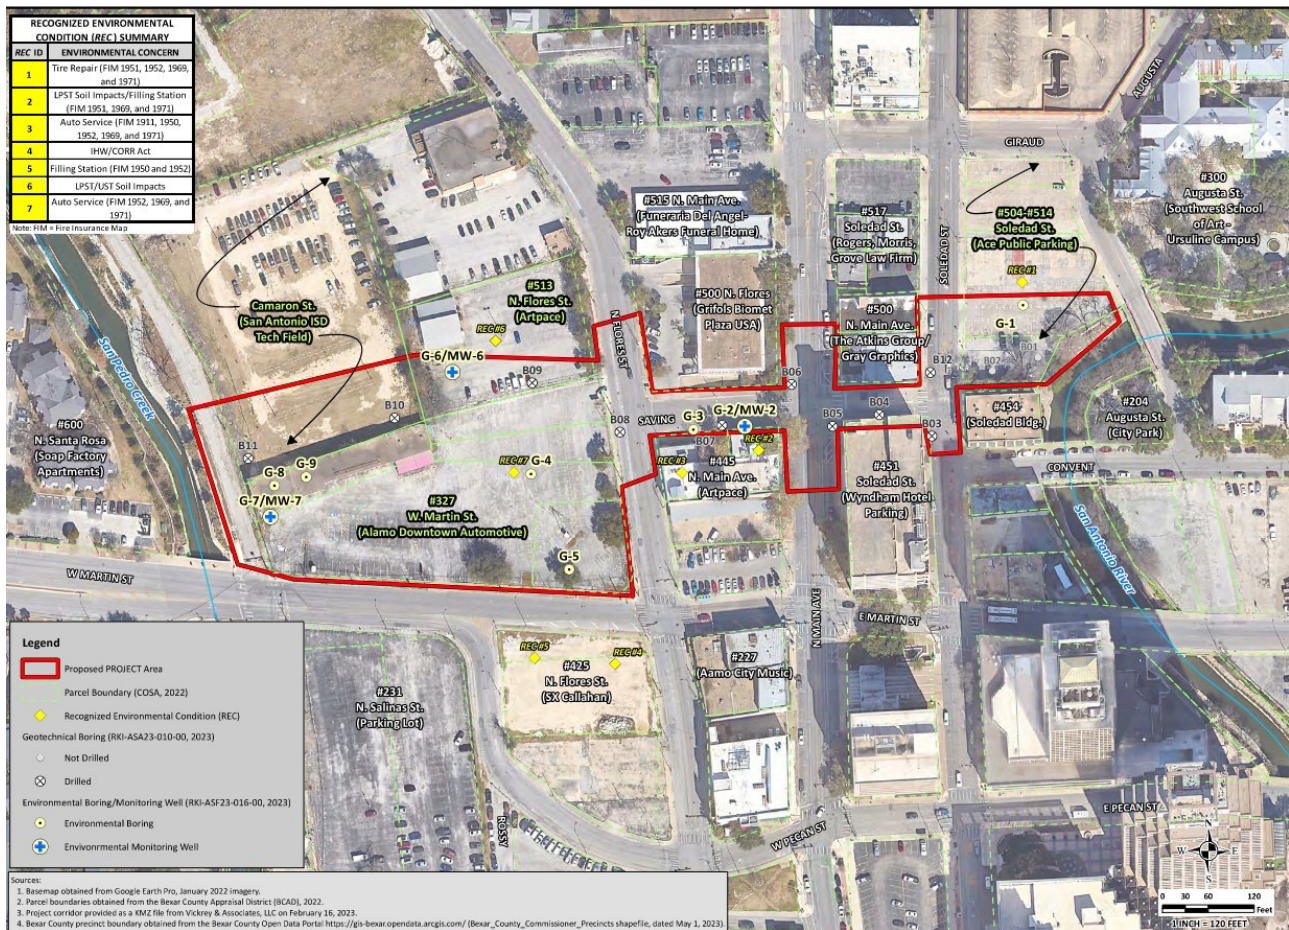 RECOGNIZED ENVIRONMENTAL
CONDITION (REC) SUMMARY
REC ID ENVIRONMENTAL CONCERN
1 Tire Repair (FIM 1951, 1952, 1969,
and 1971)
2 LPST Soil Impacts/Filling Station
(FIM 1951, 1969, and 1971)
3 Auto Service (FIM 1911, 1950,
1952, 1969, and 1971)
4 IHW/CORR Act
5 Filling Station (FIM 1950 and 1952)
6 LPST/UST Soil Impacts
7 Auto Service (FIM 1952, 1969, and
1971)
Note: FIM = Fire Insurance Map
AUGUSTA
GIRAUD
#300
Augusta St.
(Southwest School
of Art -
Ursuline Campus)
#515 N. Main Ave.
(Funeraria Del Angel-
Roy Akers Funeral Home)
#517
Soledad St.
(Rogers, Morris,
Grove Law Firm)
SOLEDAD ST
#504-#514
Soledad St.
(Ace Public Parking)
REC #1
G-1
B01
B02
Camaron St.
(San Antonio ISD
Tech Field)
#513
N. Flores St.
(Artpace)
REC #6
G-6/MW-6
B09
N FLORES ST
#500 N. Flores
(Grifols Biomet
Plaza USA)
#500
N. Main Ave.
(The Atkins Group/
Gray Graphics)
B12
B06
San Pedro Creek
#600
N. Santa Rosa
(Soap Factory
Apartments)
B10
B11
B08
SAVING
G-3
G-2/MW-2
B07
B05
B04
B03
#454
(Soledad Bldg.)
#204
Augusta St.
(City Park)
REC #2
REC #3
#445
N. Main Ave.
(Artpace)
#451
Soledad St.
(Wyndham Hotel
Parking)
CONVENT
San Antonio River
G-9
G-8
G-7/MW-7
REC #7
G-4
#327
W. Martin St.
(Alamo Downtown Automotive)
G-5
W MARTIN ST
N MAIN AVE
E MARTIN ST
REC #5
REC #4
#425
N. Flores St.
(SX Callahan)
#227
(Aamo City Music)
#231
N. Salinas St.
(Parking Lot)
ROSSY
W PECAN ST
E PECAN ST
Legend
Proposed PROJECT Area
Parcel Boundary (COSA, 2022)
Recognized Environmental Condition (REC)
Geotechnical Boring (RKI-ASA23-010-00, 2023)
Not Drilled
Drilled
Environmental Boring/Monitoring Well (RKI-ASF23-016-00, 2023)
Environmental Boring
Envivonrmental Monitoring Well
N
W E
S
0 30 60 120
Feet
1 INCH = 120 FEET
Sources:
1. Basemap obtained from Google Earth Pro, January 2022 imagery.
2. Parcel boundaries obtained from the Bexar County Appraisal District (BCAD), 2022.
3. Project corridor provided as a KMZ file from Vickrey & Associates, LLC on February 16, 2023.
4. Bexar County precinct boundary obtained from the Bexar County Open Data Portal https://gis-bexar.opendata.arcgis.com/ (Bexar_County_Commissioner_Precincts shapefile, dated May 1, 2023).